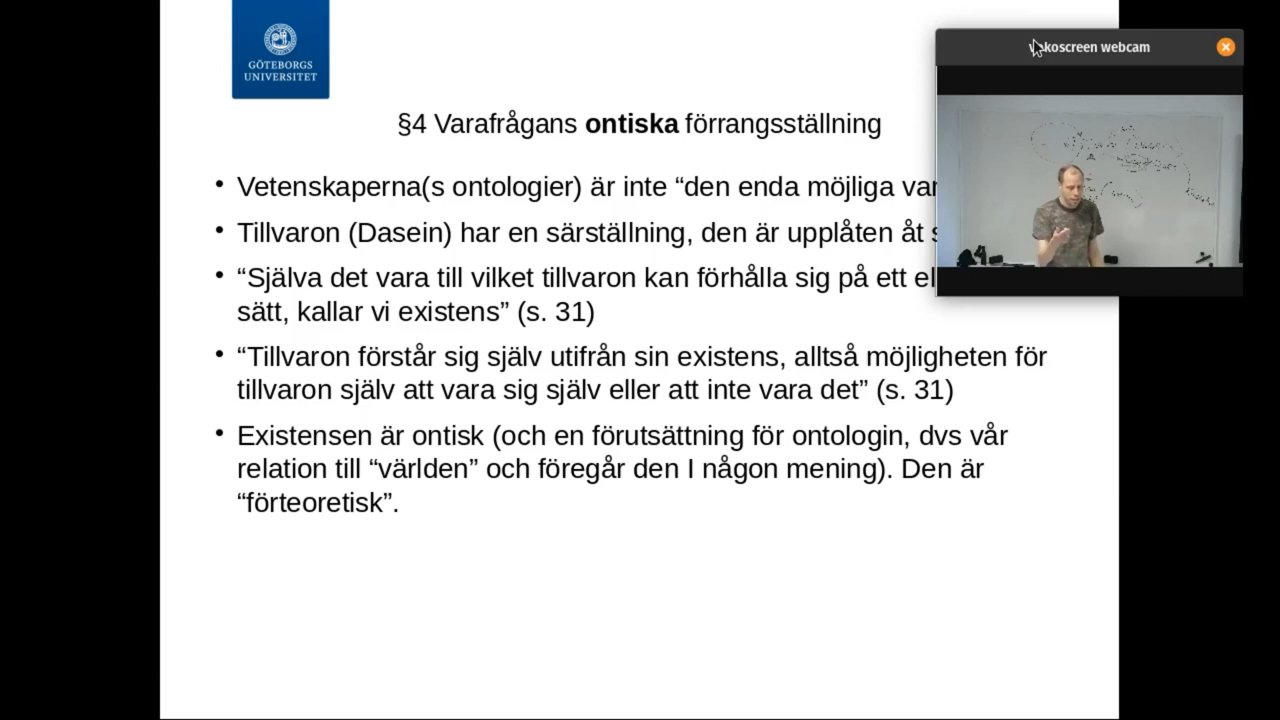 GÖTEBORGS
UNIVERSITET
koscreen webcam
§4 Varafrågans ontiska förrangsställning
• Vetenskaperna(s ontologier) är inte “den enda möjliga
• Tillvaron (Dasein) har en särställning, den är upplåten åt
• “Själva det vara till vilket tillvaron kan förhålla sig på ett
sätt, kallar vi existens” (s. 31)
• “Tillvaron förstår sig själv utifrån sin existens, alltså möjligheten för
tillvaron själv att vara sig själv eller att inte vara det” (s. 31)
• Existensen är ontisk (och en förutsättning för ontologin, dvs vår
relation till “världen” och föregår den I någon mening). Den är
“förteoretisk”.